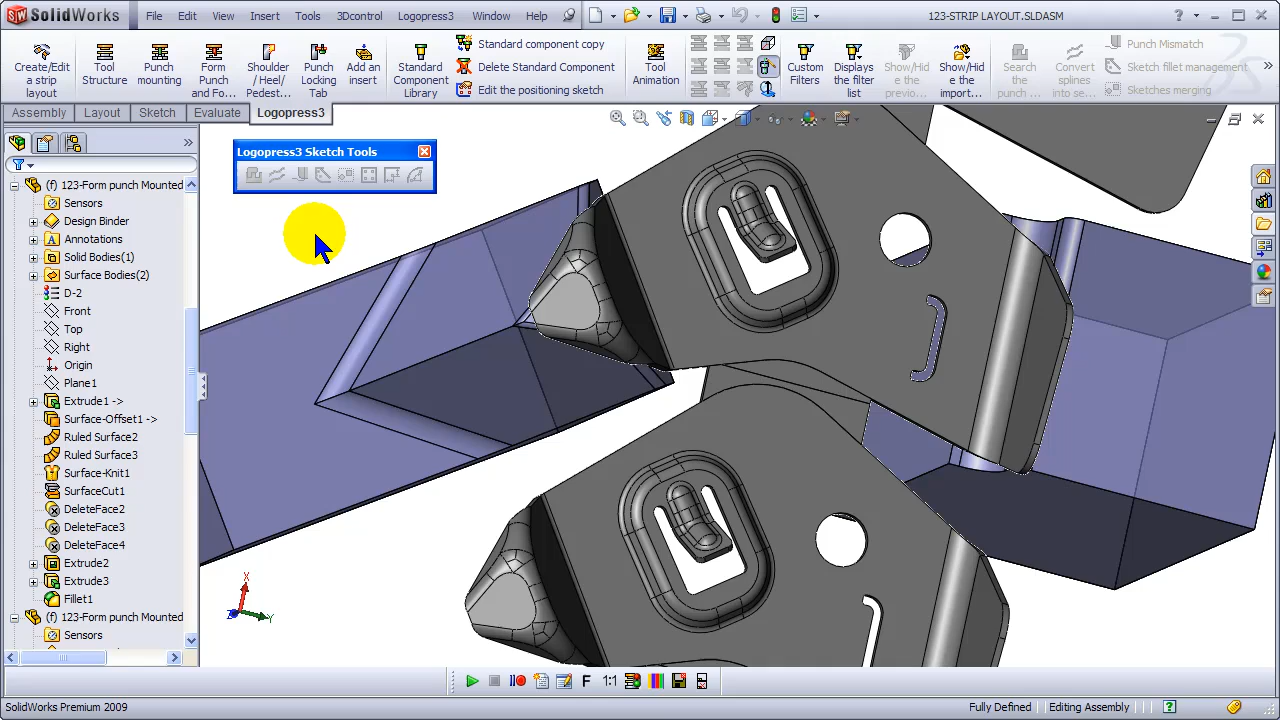 SolidWorks
File Edit View Insert Tools 3Dcontrol Logopress3 Window Help
123-STRIP LAYOUT.SLDASM
Create/Edit a strip
Tool Structure
Punch mounting
Form Punch and Fo...
Shoulder /Heel/ Pedest...
Punch Locking Tab
Add an insert
Standard Component Library
Standard component copy
Delete Standard Component
Edit the positioning sketch
Tool Animation
Custom Filters
Displays the filter list
Show/Hid e the previo...
Show/Hid e the import...
Search the punch ...
Convert splines into se...
Punch Mismatch
Cut on fillet management
Sketches merging
Assembly Layout Sketch Evaluate Logopress3
Logopress3 Sketch Tools
(f) 123-Form punch Mounted
Sensors
Design Binder
Annotations
Solid Bodies(1)
Surface Bodies(2)
D-2
Front
Top
Right
Origin
Plane1
Extrude1 ->
Surface-Offset1 ->
Ruled Surface2
Ruled Surface3
Surface-Knit1
SurfaceCut1
DeleteFace2
DeleteFace3
DeleteFace4
Extrude2
Extrude3
Fillet1
(f) 123-Form punch Mounted
Sensors
X
Y
Z
F 1:1
SolidWorks Premium 2009
Fully Defined Editing Assembly